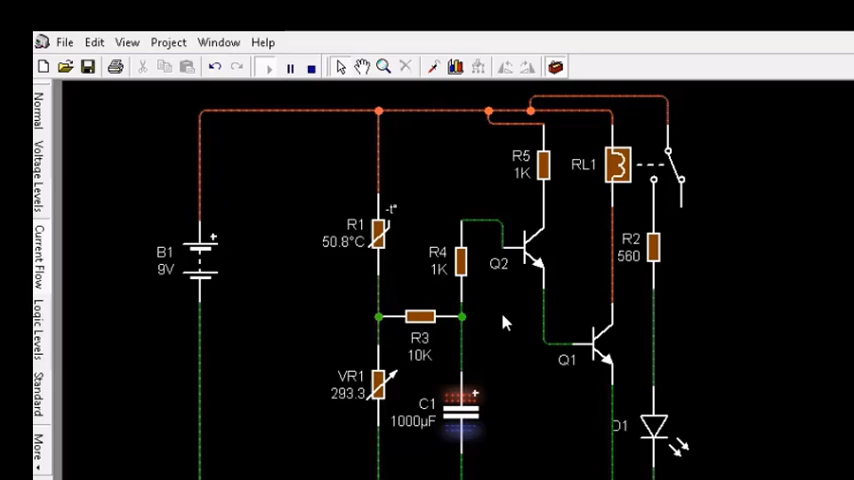 File Edit View Project Window Help
Normal
Voltage Levels
Current Flow
Logic Levels
Standard
More
R5
1K
RL1
-t°
R1
50.8°C
R4
1K
Q2
R2
560
B1
9V
R3
10K
Q1
VR1
293.3
C1
1000µF
D1